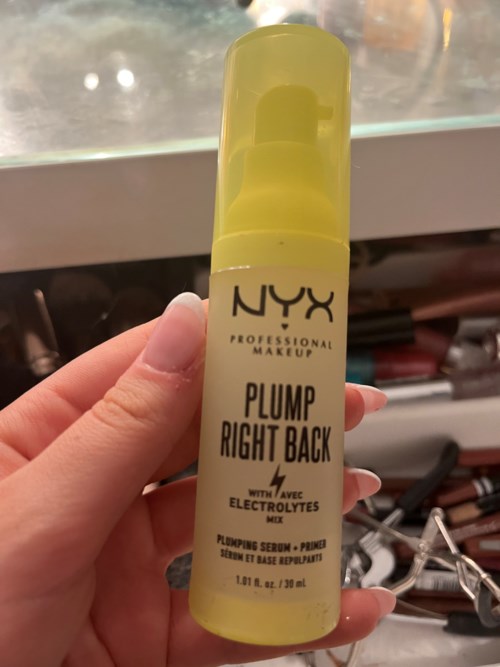 NYX
PROFESSIONAL
MAKEUP
PLUMP
RIGHT BACK
WITH AVEC
ELECTROLYTES
MIX
PLUMPING SERUM + PRIMER
SÉRUM ET BASE REPULPANTS
1.01 fl. oz. / 30 mL